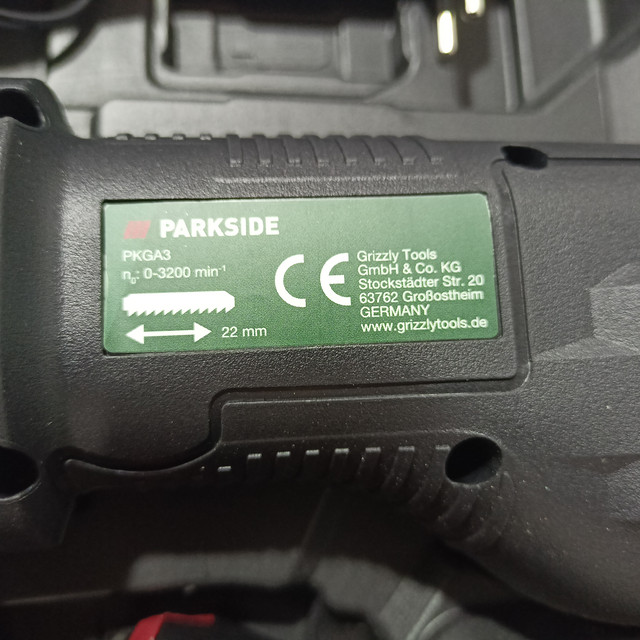 PARKSIDE
PKGA3
n₀: 0-3200 min⁻¹
22 mm
CE
Grizzly Tools
GmbH & Co. KG
Stockstädter Str. 20
63762 Großostheim
GERMANY
www.grizzlytools.de